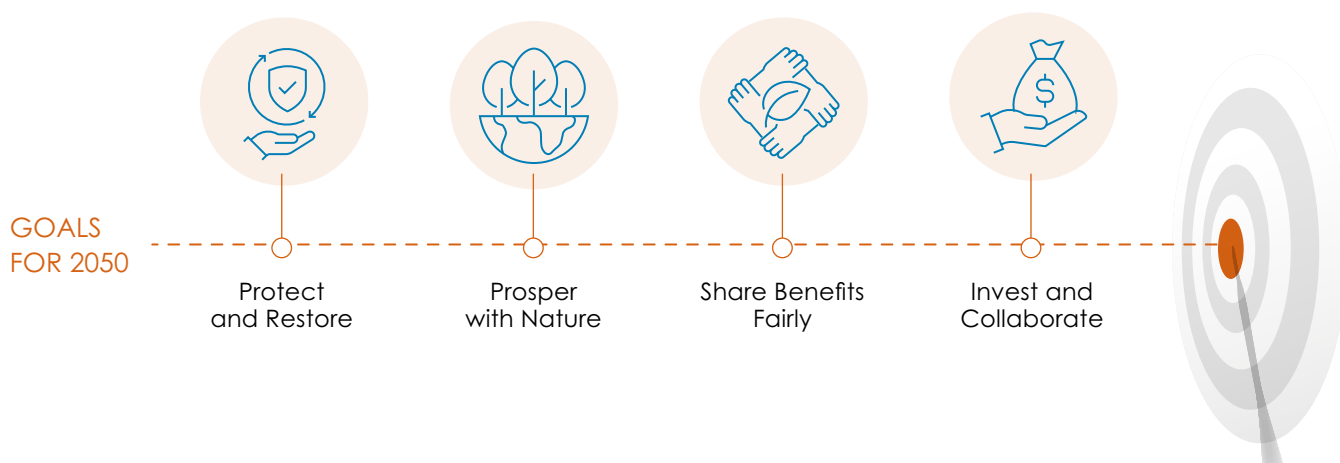 GOALS
FOR 2050
Protect
and Restore
Prosper
with Nature
Share Benefits
Fairly
Invest and
Collaborate
$